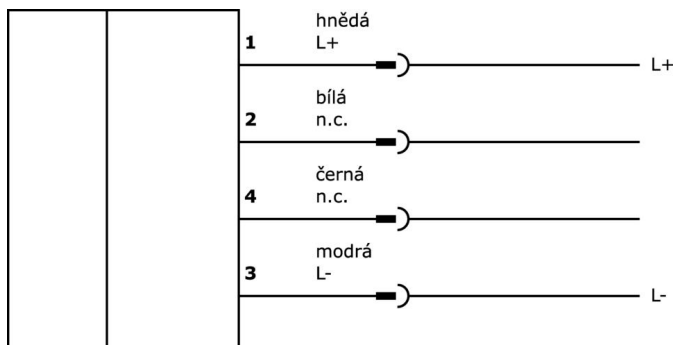 hnědá
1 L+
L+
bílá
2 n.c.
černá
4 n.c.
modrá
3 L-
L-